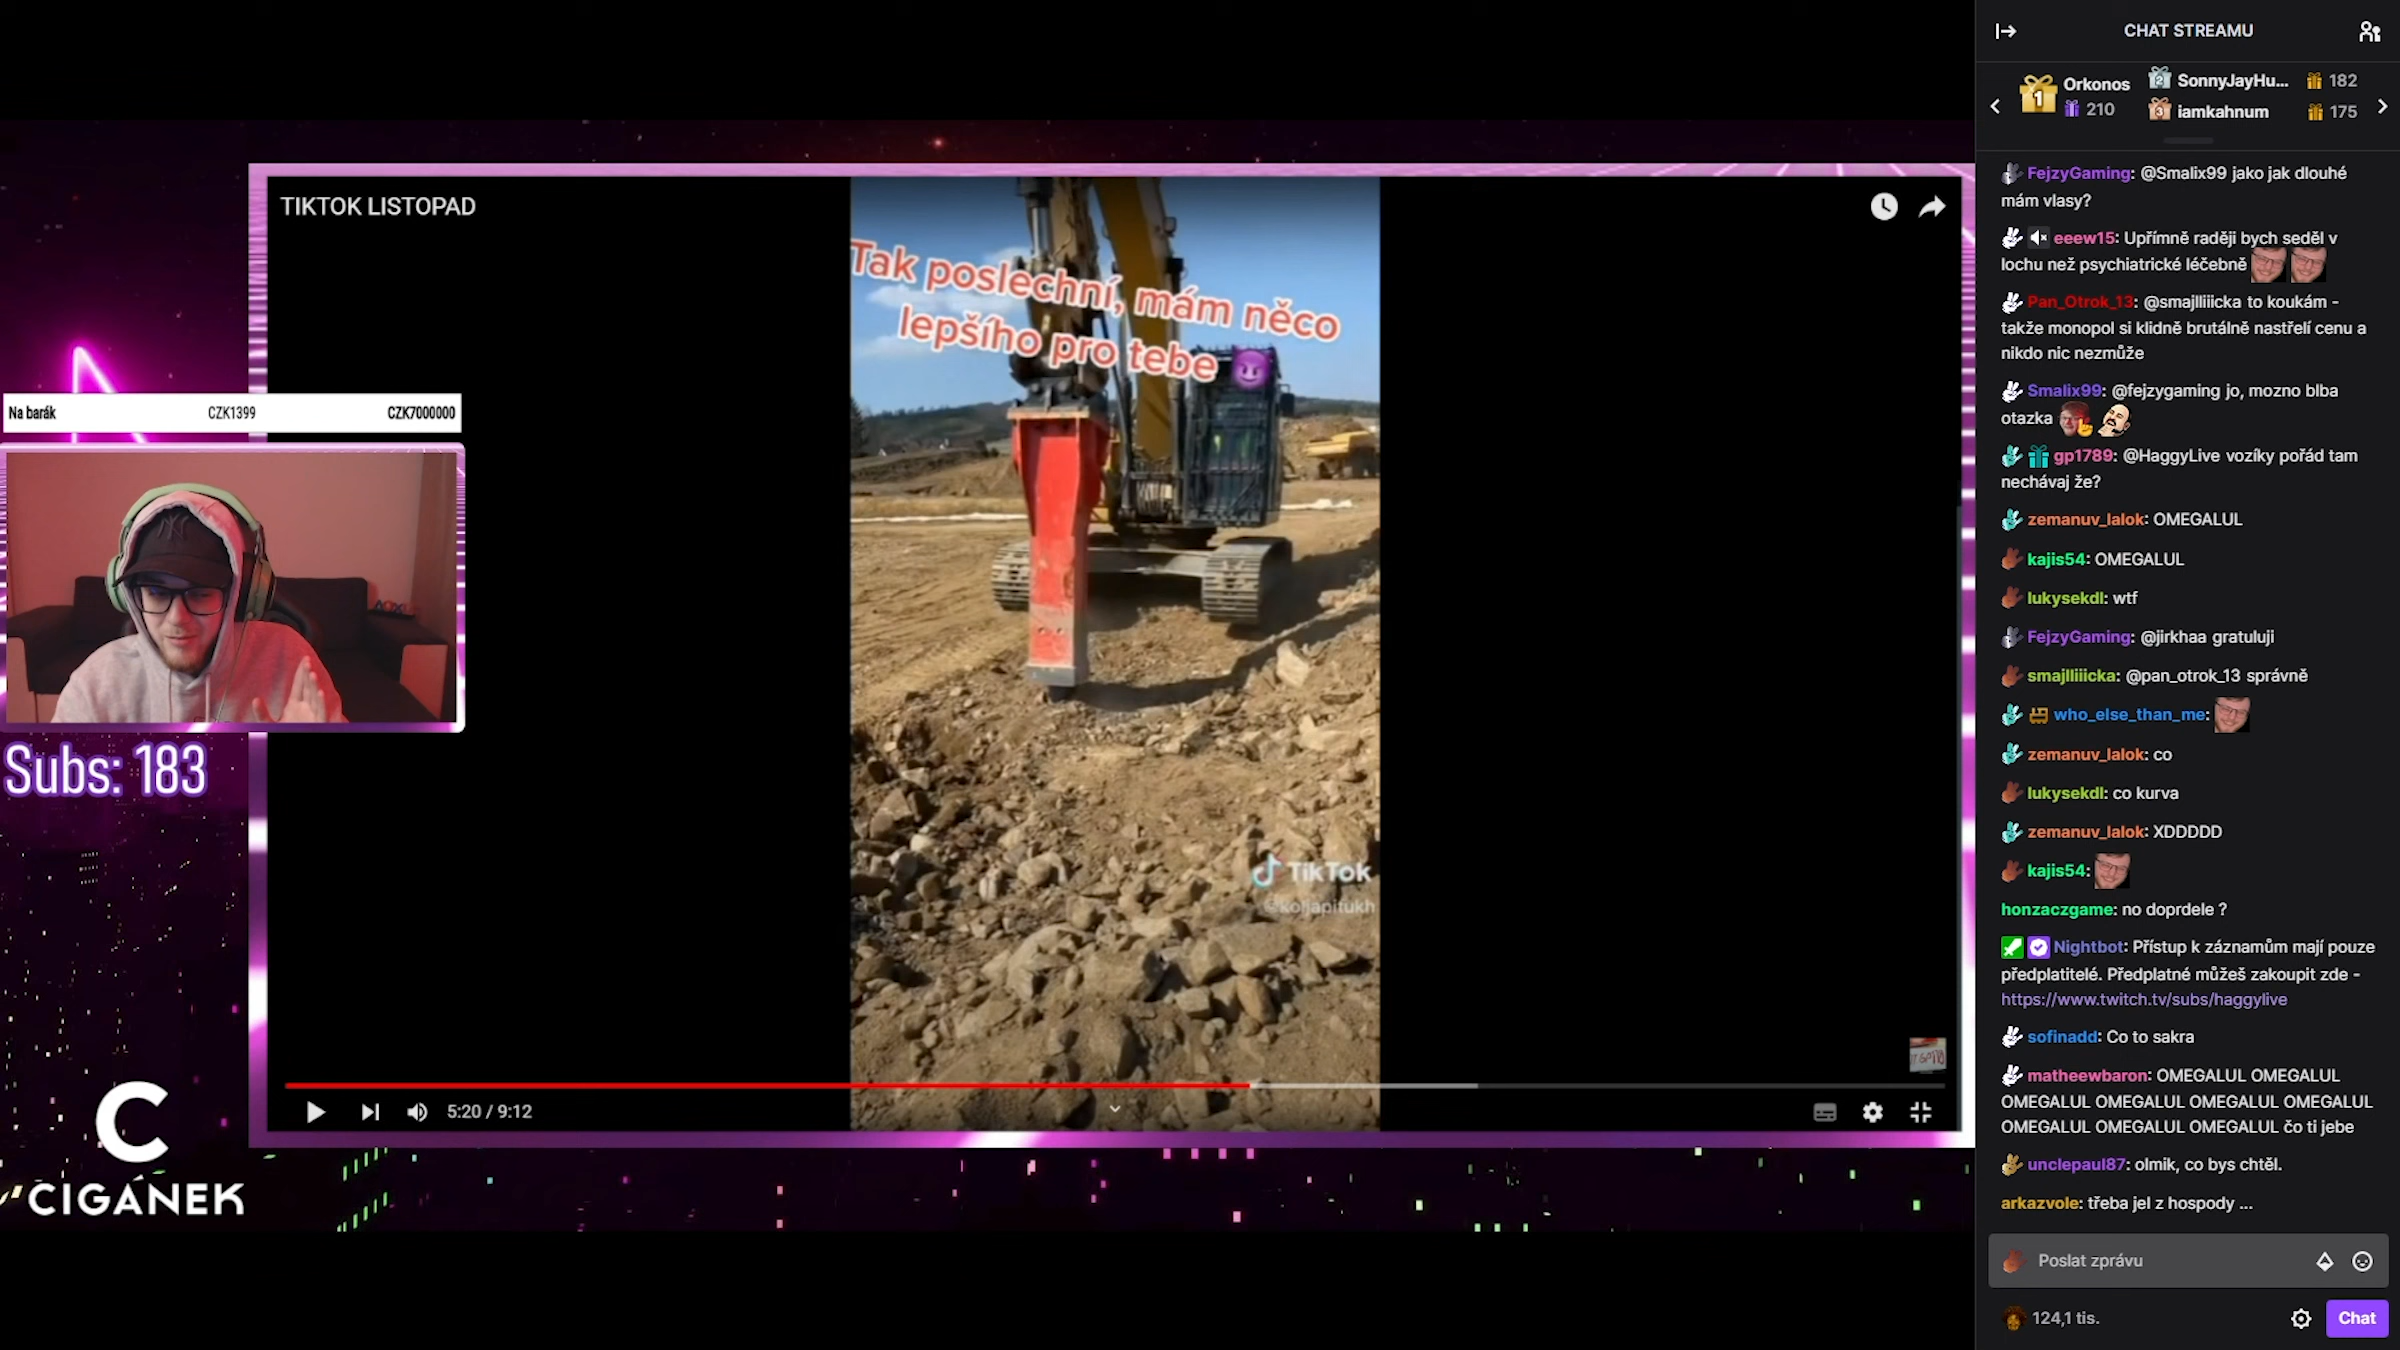 TIKTOK LISTOPAD
Tak poslechní, mám něco
lepšího pro tebe
TikTok
@koljapitukh
5:20 / 9:12
Na barák CZK1399 CZK7000000
Subs: 183
C
CIGÁNEK
CHAT STREAMU
1 Orkonos 210
2 SonnyJayHu... 182
3 iamkahnum 175
FejzyGaming: @Smalix99 jako jak dlouhé
mám vlasy?
eeew15: Upřímně raději bych seděl v
lochu než psychiatrické léčebně
Pan_Otrok_13: @smajlliiicka to koukám -
takže monopol si klidně brutálně nastřelí cenu a
nikdo nic nezmůže
Smalix99: @fejzygaming jo, mozno blba
otazka
gp1789: @HaggyLive vozíky pořád tam
nechávaj že?
zemanuv_lalok: OMEGALUL
kajis54: OMEGALUL
lukysekdl: wtf
FejzyGaming: @jirkhaa gratuluji
smajlliiicka: @pan_otrok_13 správně
who_else_than_me:
zemanuv_lalok: co
lukysekdl: co kurva
zemanuv_lalok: XDDDDD
kajis54:
honzaczgame: no doprdele ?
Nightbot: Přístup k záznamům mají pouze
předplatitelé. Předplatné můžeš zakoupit zde -
https://www.twitch.tv/subs/haggylive
sofinadd: Co to sakra
matheewbaron: OMEGALUL OMEGALUL
OMEGALUL OMEGALUL OMEGALUL OMEGALUL
OMEGALUL OMEGALUL OMEGALUL čo ti jebe
unclepaul87: olmik, co bys chtěl.
arkazvole: třeba jel z hospody ...
Poslat zprávu
124,1 tis.
Chat